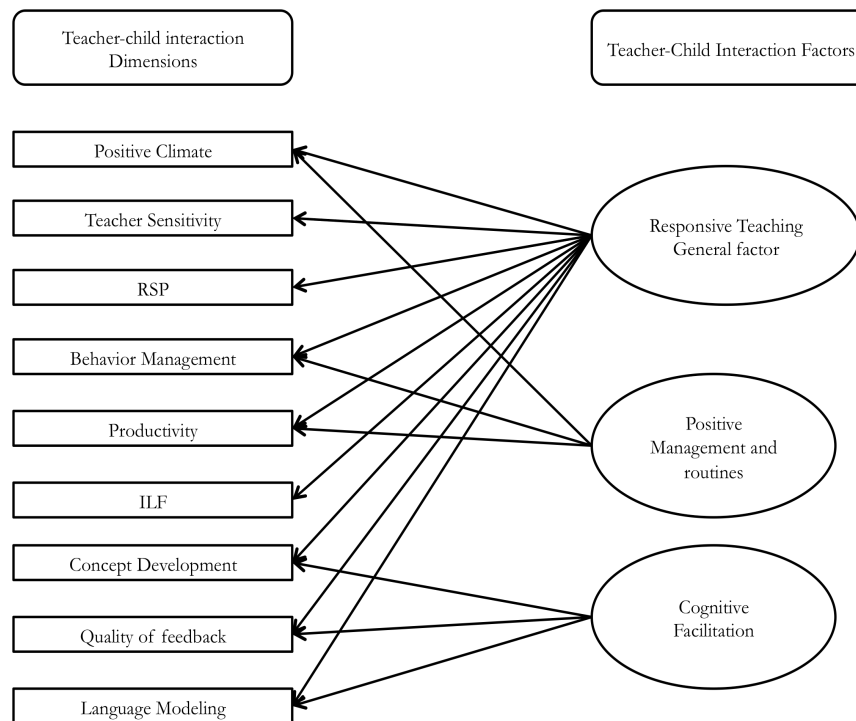 Teacher-child interaction
Dimensions
Teacher-Child Interaction Factors
Positive Climate
Teacher Sensitivity
RSP
Behavior Management
Productivity
ILF
Concept Development
Quality of feedback
Language Modeling
Responsive Teaching
General factor
Positive
Management and
routines
Cognitive
Facilitation